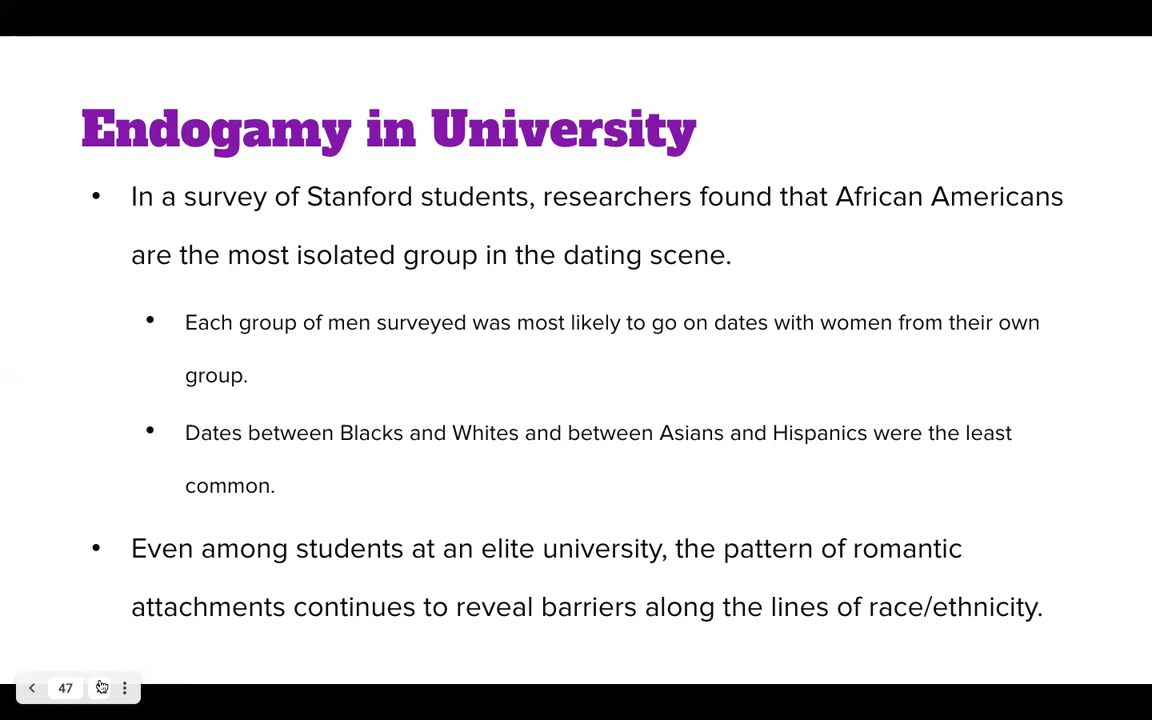 Endogamy in University
• In a survey of Stanford students, researchers found that African Americans
are the most isolated group in the dating scene.
• Each group of men surveyed was most likely to go on dates with women from their own
group.
• Dates between Blacks and Whites and between Asians and Hispanics were the least
common.
• Even among students at an elite university, the pattern of romantic
attachments continues to reveal barriers along the lines of race/ethnicity.
47